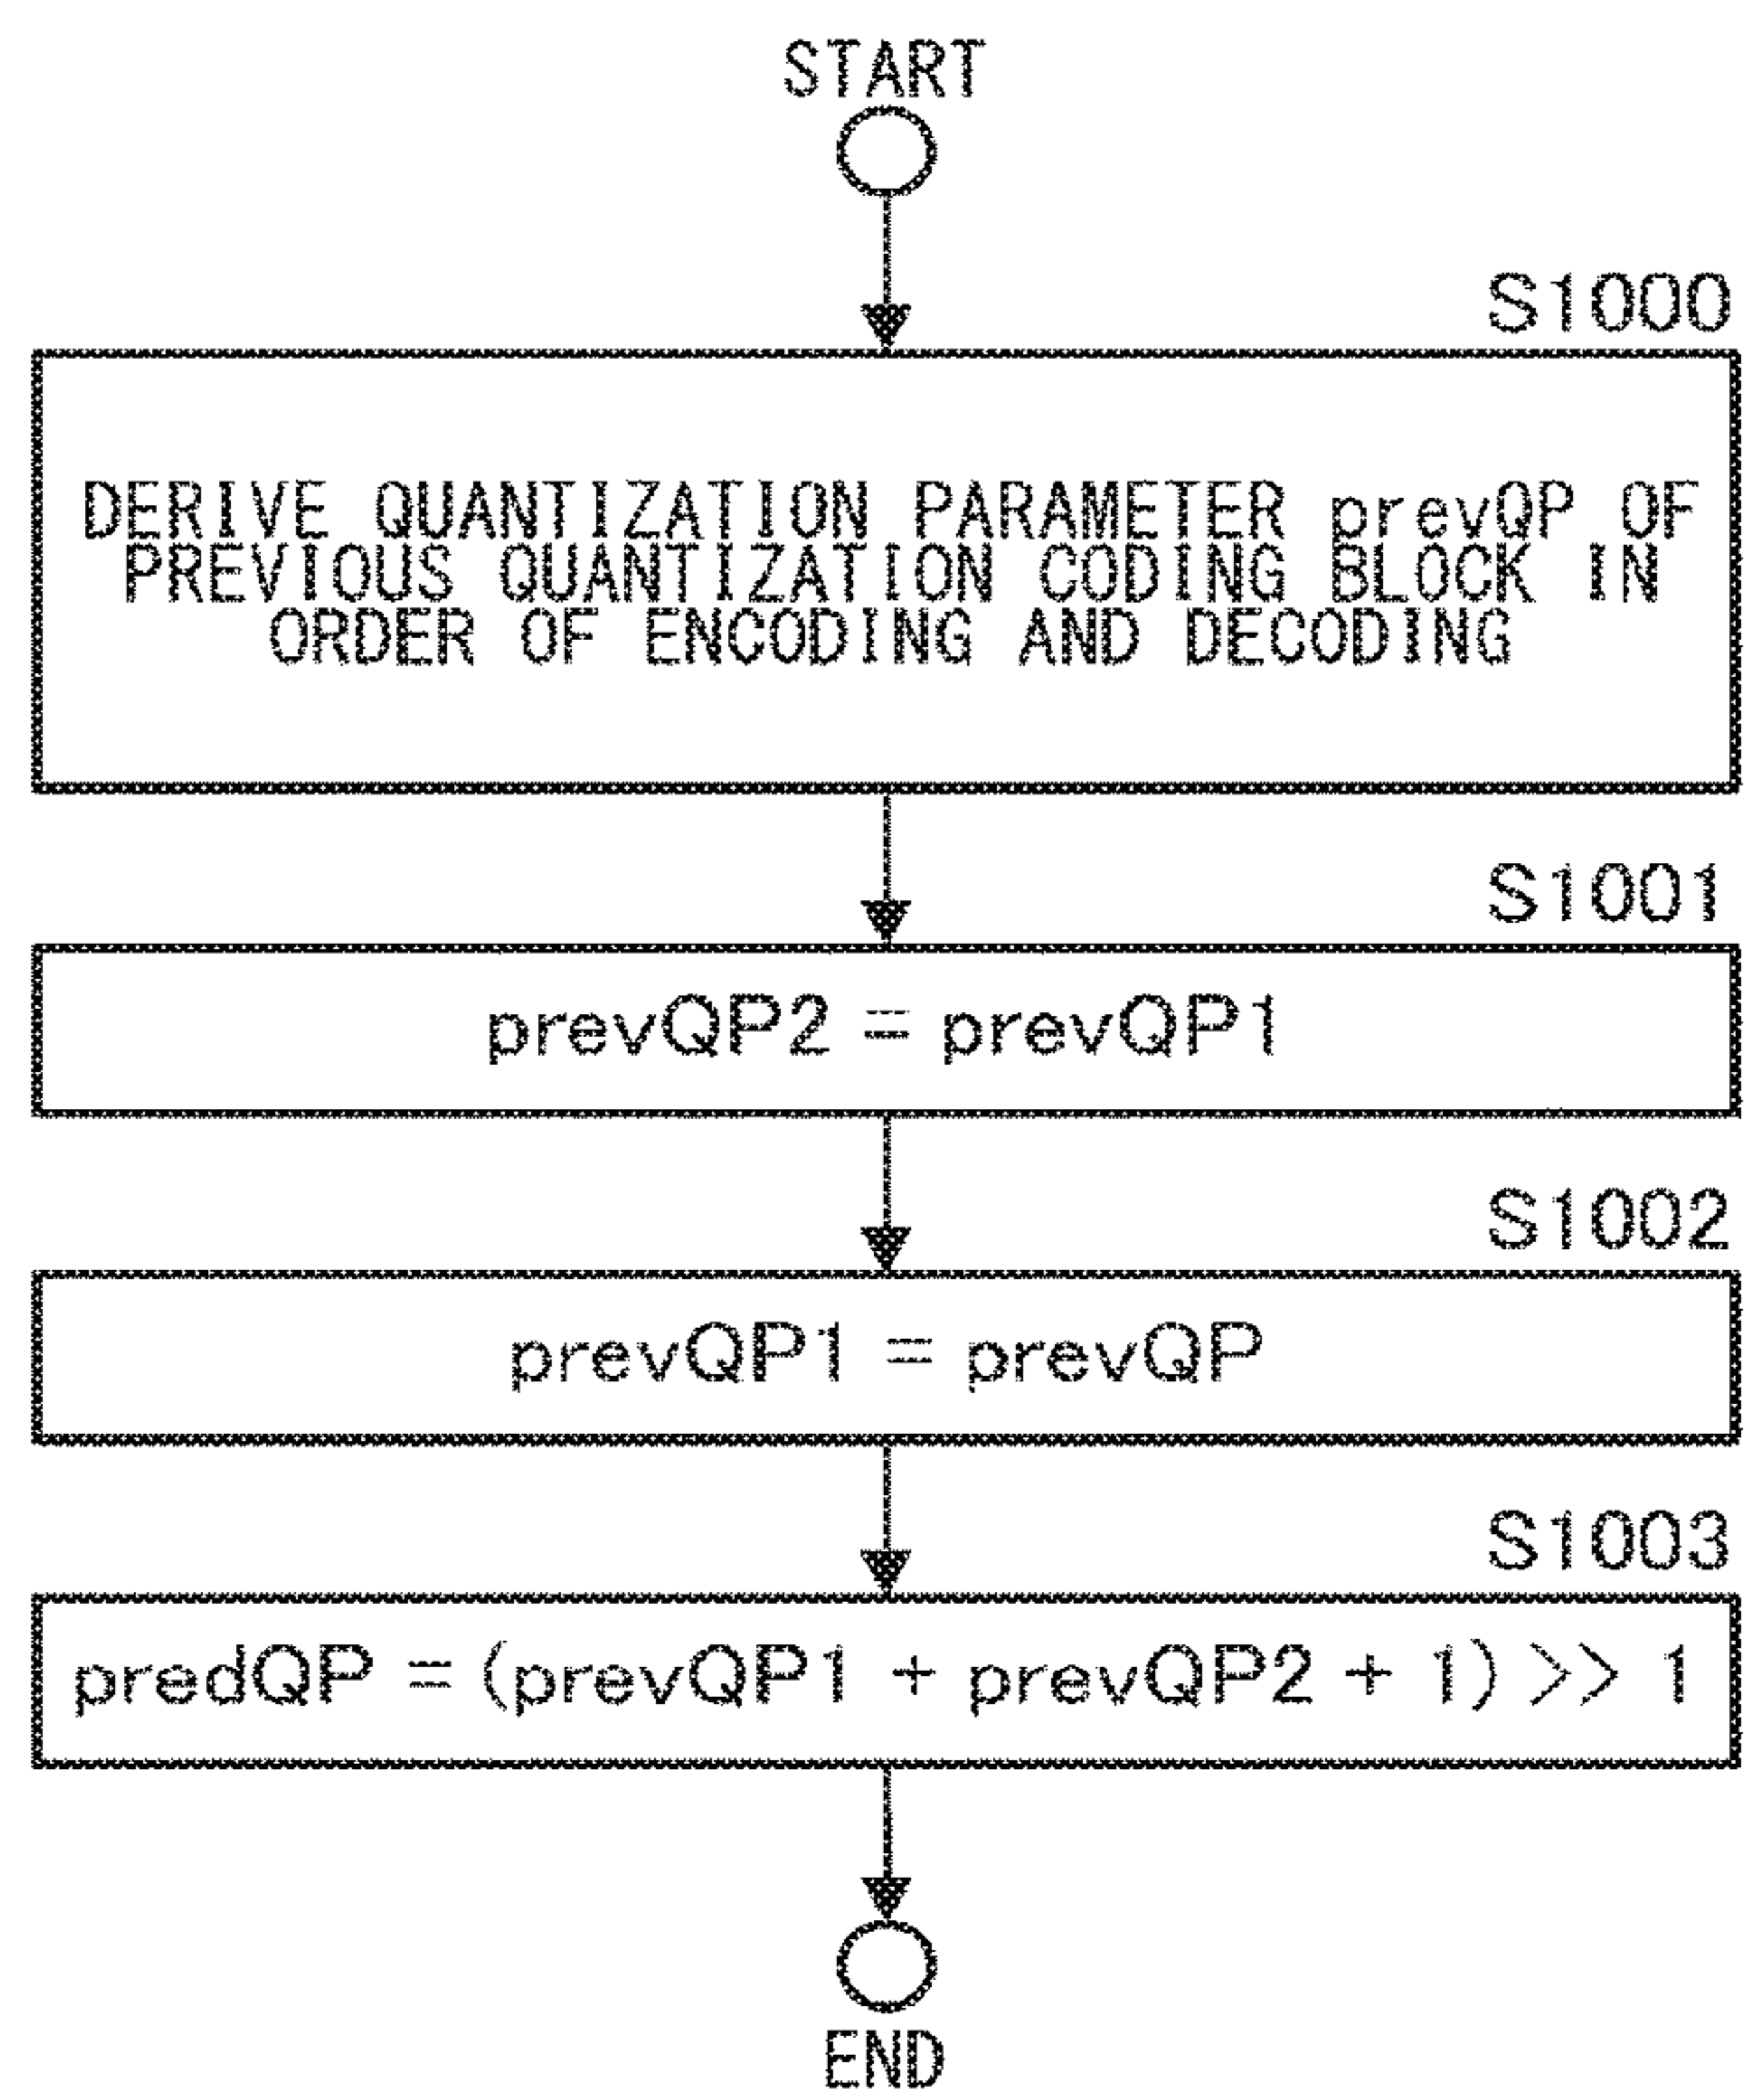 START
S1000
DERIVE QUANTIZATION PARAMETER prevQP OF
PREVIOUS QUANTIZATION CODING BLOCK IN
ORDER OF ENCODING AND DECODING
S1001
prevQP2 = prevQP1
S1002
prevQP1 = prevQP
S1003
predQP = (prevQP1 + prevQP2 + 1) >> 1
END